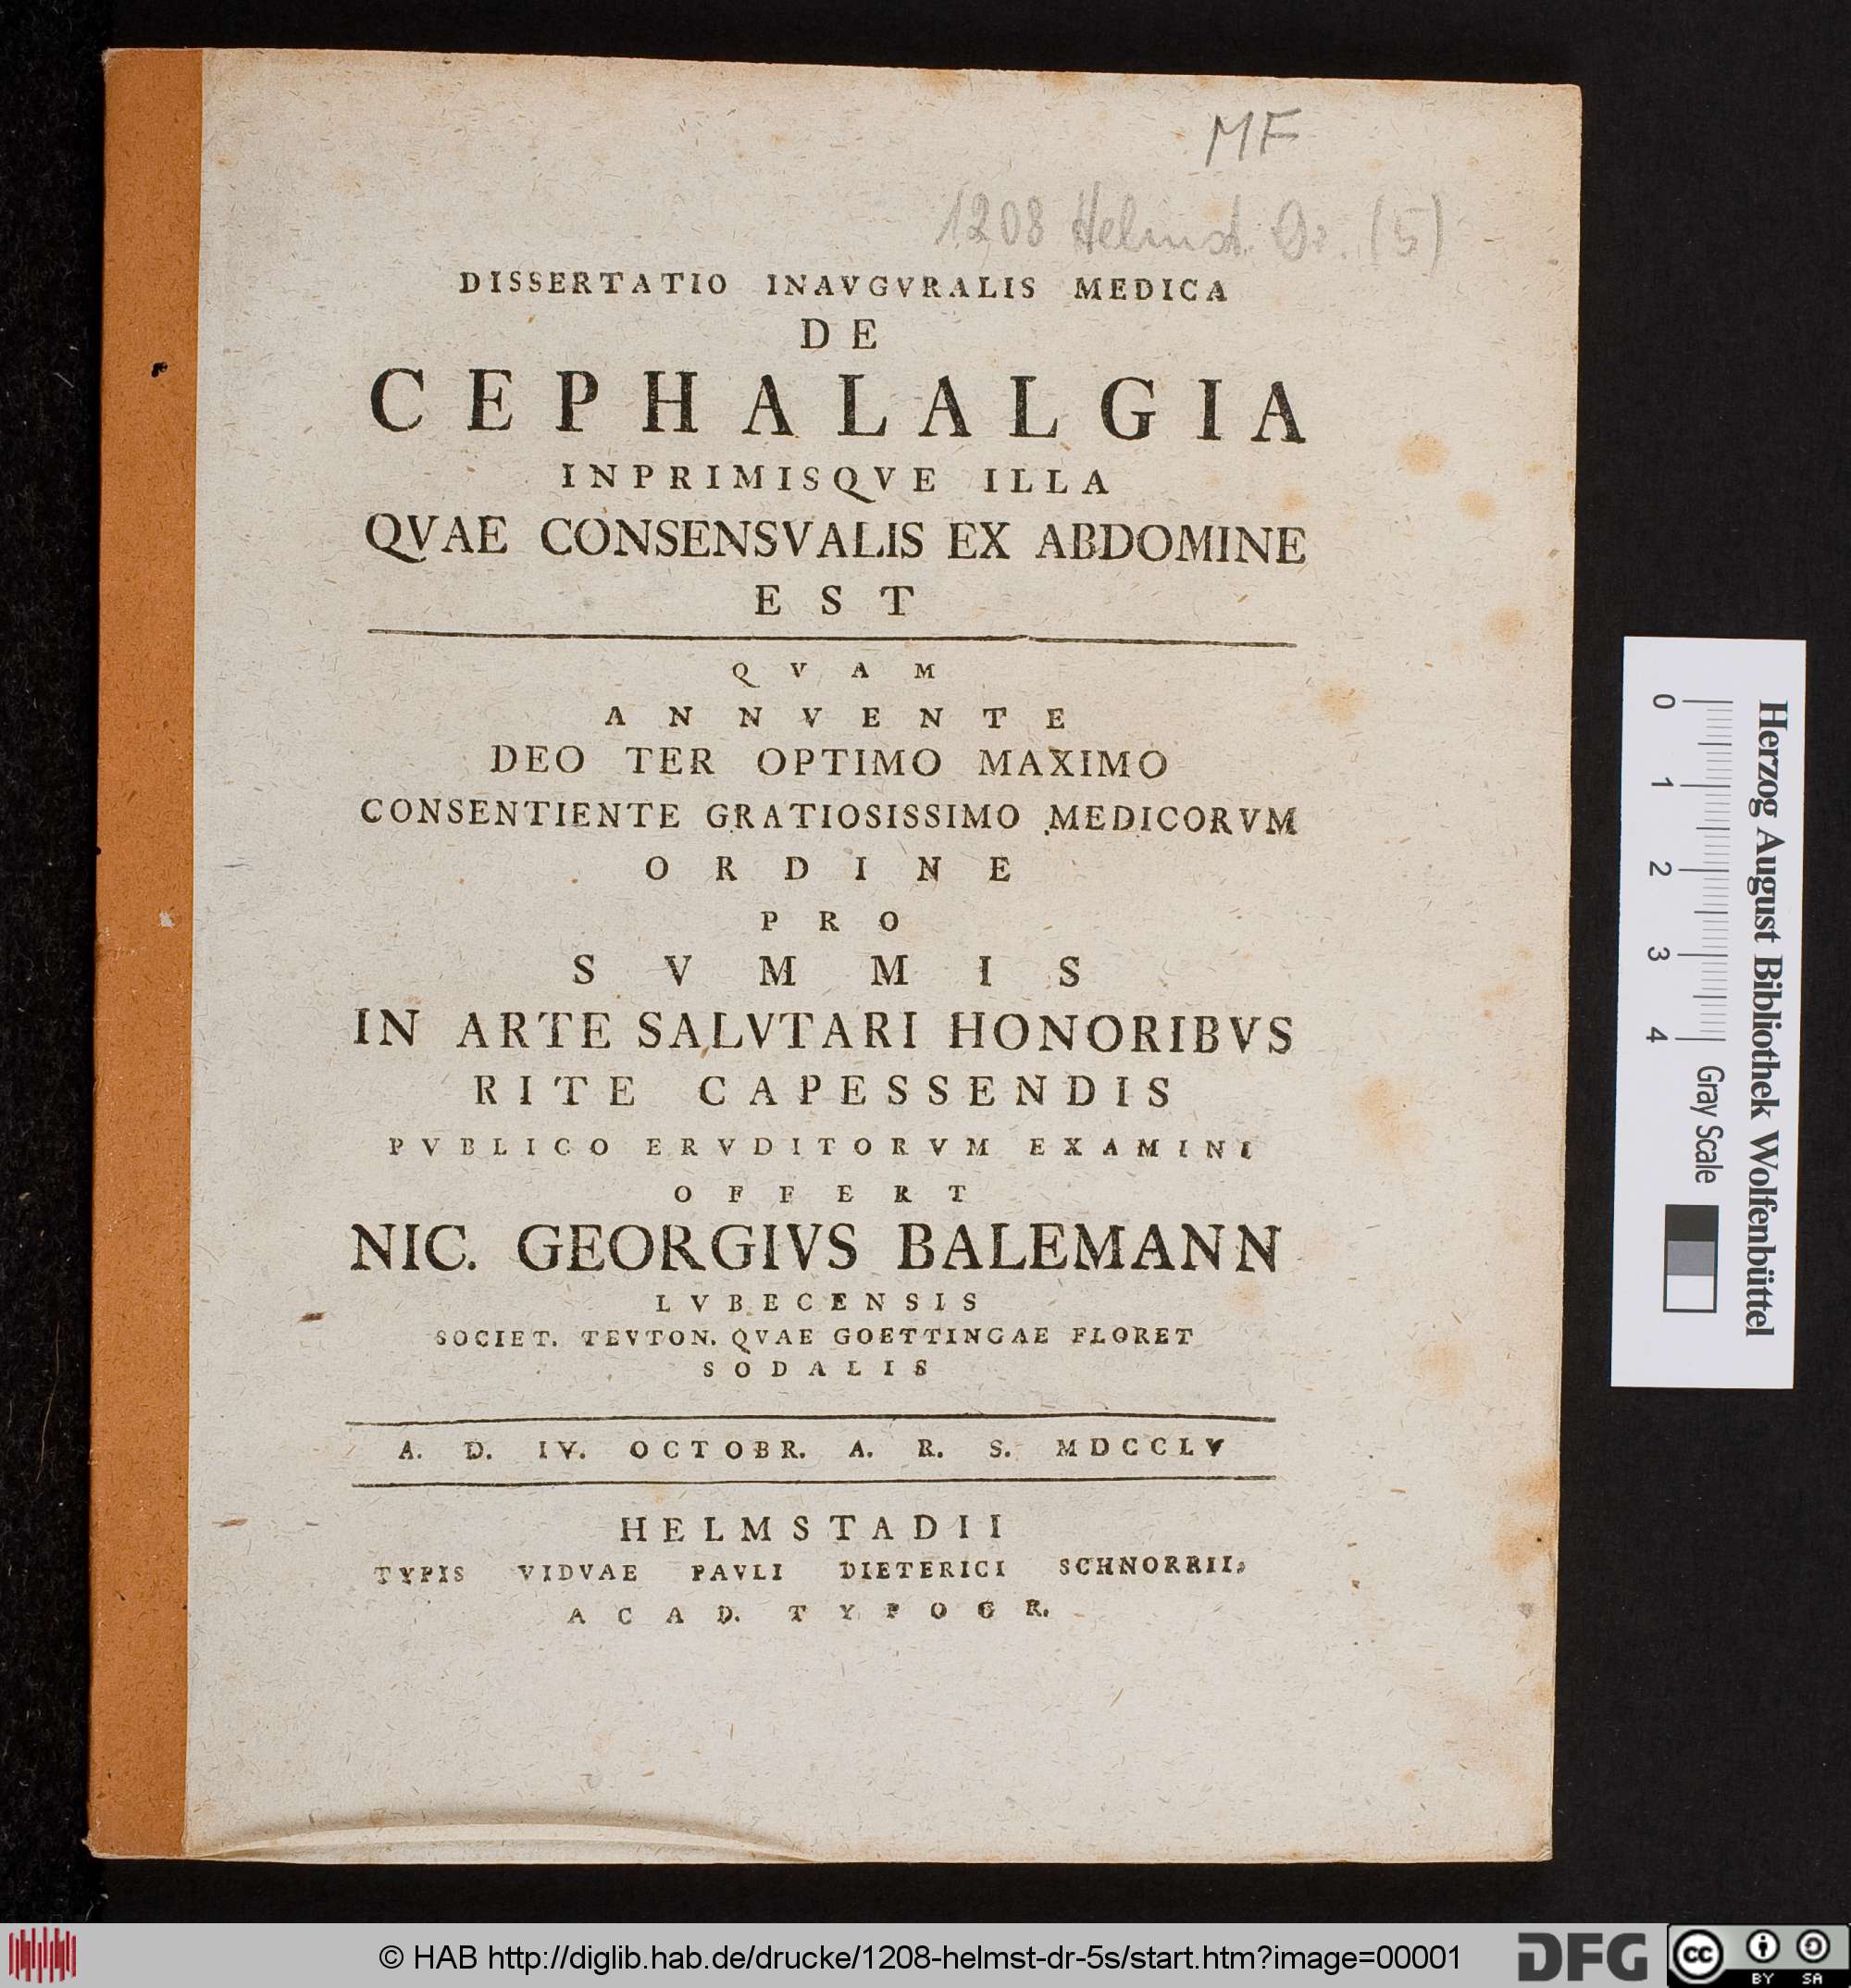 MF
1208 Helmst. Dr. (5)
DISSERTATIO INAVGVRALIS MEDICA
DE
CEPHALALGIA
INPRIMISQVE ILLA
QVAE CONSENSVALIS EX ABDOMINE
EST
QVAM
ANNVENTE
DEO TER OPTIMO MAXIMO
CONSENTIENTE GRATIOSISSIMO MEDICORVM
ORDINE
PRO
SVMMIS
IN ARTE SALVTARI HONORIBVS
RITE CAPESSENDIS
PVBLICO ERVDITORVM EXAMINI
OFFERT
NIC. GEORGIVS BALEMANN
LVBECENSIS
SOCIET. TEVTON. QVAE GOETTINGAE FLORET
SODALIS
A. D. IV. OCTOBR. A. R. S. MDCCLV
HELMSTADII
TYPIS VIDVAE PAVLI DIETERICI SCHNORRII,
ACAD. TYPOGR.
Herzog August Bibliothek Wolfenbüttel
0 1 2 3 4 Gray Scale
© HAB http://diglib.hab.de/drucke/1208-helmst-dr-5s/start.htm?image=00001
DFG
cc BY SA